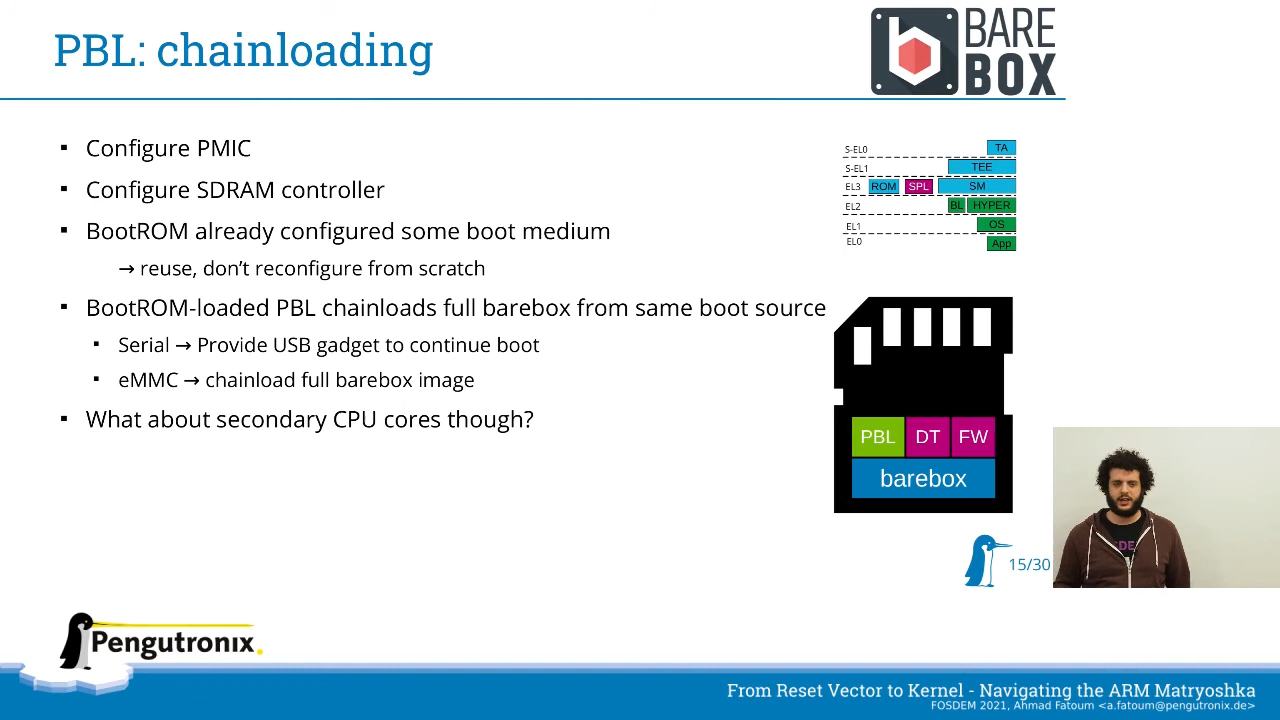 PBL: chainloading
BARE
BOX
▪ Configure PMIC
▪ Configure SDRAM controller
▪ BootROM already configured some boot medium
→ reuse, don’t reconfigure from scratch
▪ BootROM-loaded PBL chainloads full barebox from same boot source
▪ Serial → Provide USB gadget to continue boot
▪ eMMC → chainload full barebox image
▪ What about secondary CPU cores though?
S-EL0 TA
S-EL1 TEE
EL3 ROM SPL SM
EL2 BL HYPER
EL1 OS
EL0 App
PBL DT FW
barebox
15/30
Pengutronix
From Reset Vector to Kernel - Navigating the ARM Matryoshka
FOSDEM 2021, Ahmad Fatoum <a.fatoum@pengutronix.de>